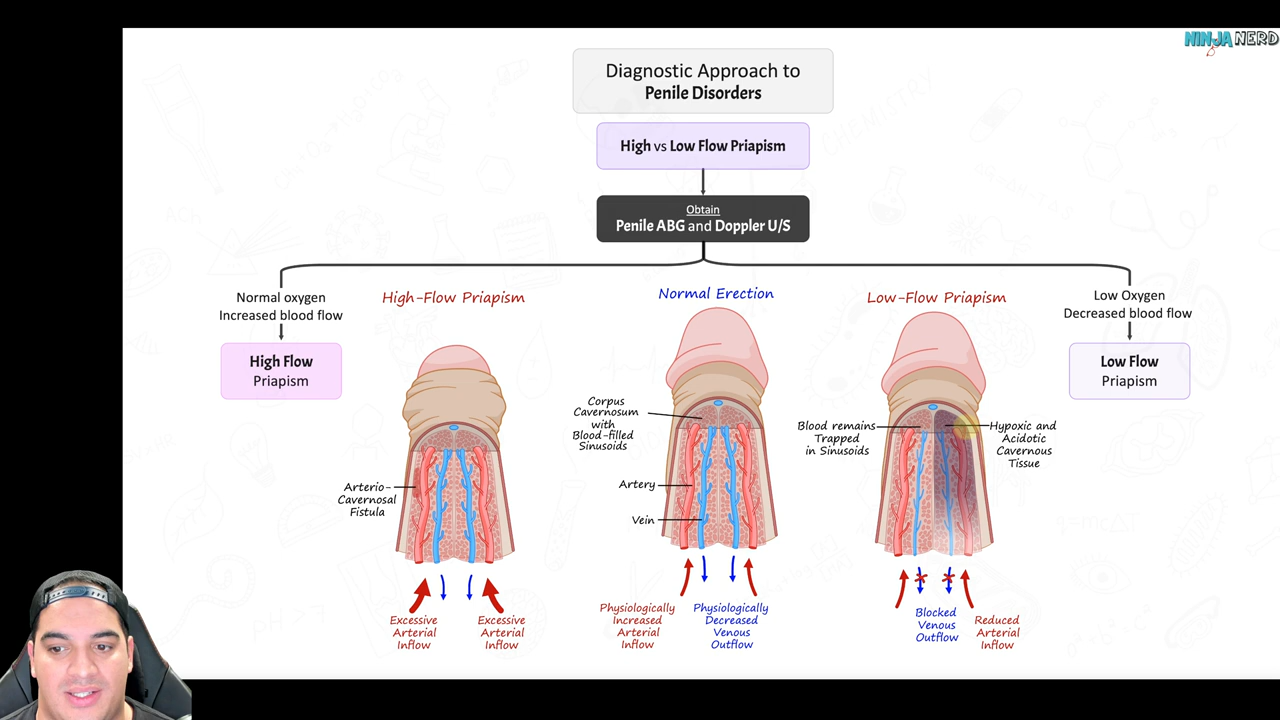 NINJA NERD
Diagnostic Approach to
Penile Disorders
High vs Low Flow Priapism
Obtain
Penile ABG and Doppler U/S
Normal oxygen
Increased blood flow
High Flow
Priapism
High-Flow Priapism
Arterio-
Cavernosal
Fistula
Excessive
Arterial
Inflow
Excessive
Arterial
Inflow
Normal Erection
Corpus
Cavernosum
with
Blood-filled
Sinusoids
Artery
Vein
Physiologically
Increased
Arterial
Inflow
Physiologically
Decreased
Venous
Outflow
Low-Flow Priapism
Blood remains
Trapped
in Sinusoids
Hypoxic and
Acidotic
Cavernous
Tissue
Blocked
Venous
Outflow
Reduced
Arterial
Inflow
Low Oxygen
Decreased blood flow
Low Flow
Priapism
CHEMISTRY